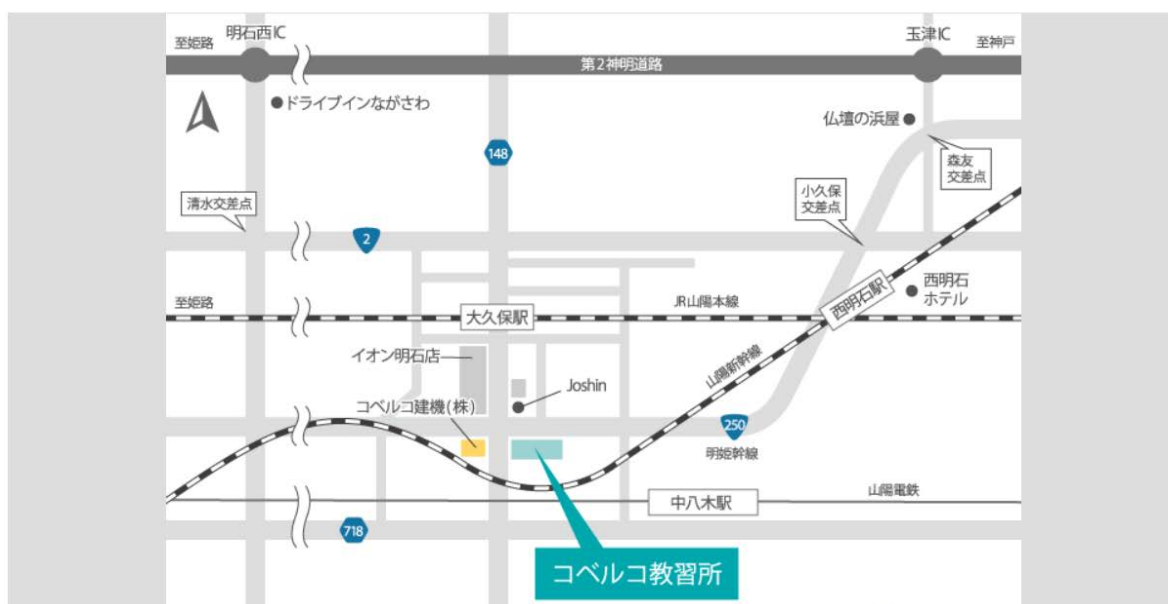 明石西IC
玉津IC
至姫路
至神戸
第2神明道路
ドライブインながさわ
仏壇の浜屋
148
森友
交差点
小久保
交差点
清水交差点
2
西明石駅
西明石
ホテル
至姫路
JR山陽本線
大久保駅
イオン明石店
山陽新幹線
Joshin
コベルコ建機(株)
250
明姫幹線
山陽電鉄
中八木駅
718
コベルコ教習所